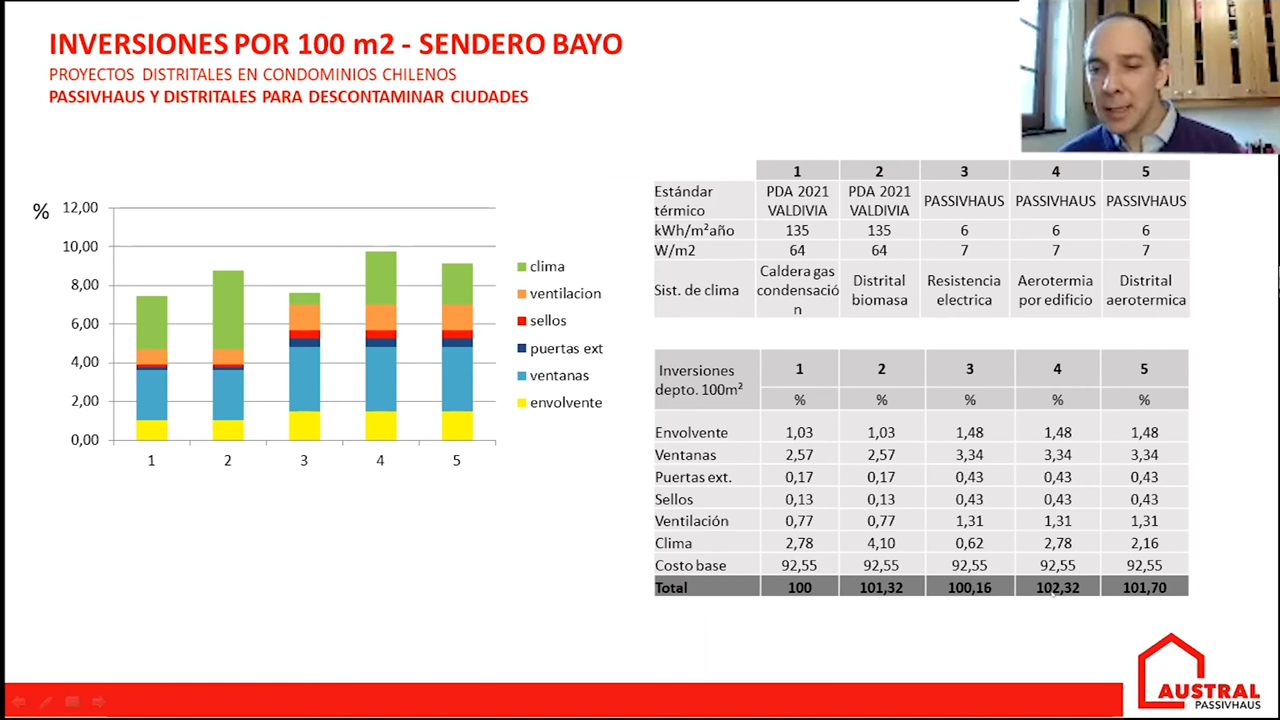 INVERSIONES POR 100 m2 - SENDERO BAYO
PROYECTOS DISTRITALES EN CONDOMINIOS CHILENOS
PASSIVHAUS Y DISTRITALES PARA DESCONTAMINAR CIUDADES
%
12,00
10,00
8,00
6,00
4,00
2,00
0,00
1 2 3 4 5
clima
ventilacion
sellos
puertas ext
ventanas
envolvente
1 2 3 4 5
Estándar térmico PDA 2021 VALDIVIA PDA 2021 VALDIVIA PASSIVHAUS PASSIVHAUS PASSIVHAUS
kWh/m²año 135 135 6 6 6
W/m2 64 64 7 7 7
Sist. de clima Caldera gas condensación Distrital biomasa Resistencia electrica Aerotermia por edificio Distrital aerotermica
Inversiones depto. 100m² 1 2 3 4 5
% % % % %
Envolvente 1,03 1,03 1,48 1,48 1,48
Ventanas 2,57 2,57 3,34 3,34 3,34
Puertas ext. 0,17 0,17 0,43 0,43 0,43
Sellos 0,13 0,13 0,43 0,43 0,43
Ventilación 0,77 0,77 1,31 1,31 1,31
Clima 2,78 4,10 0,62 2,78 2,16
Costo base 92,55 92,55 92,55 92,55 92,55
Total 100 101,32 100,16 102,32 101,70
AUSTRAL
PASSIVHAUS